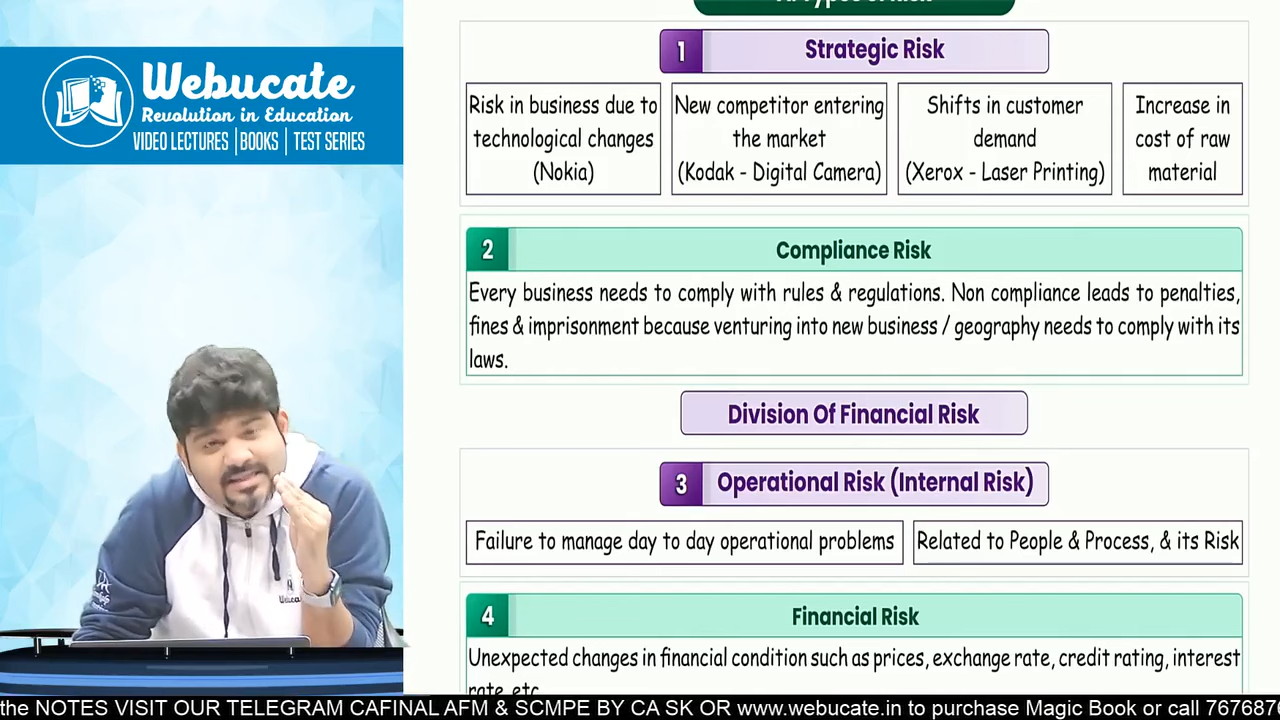 A. Types of Risk
Webucate
Revolution in Education
VIDEO LECTURES | BOOKS | TEST SERIES
1 Strategic Risk
Risk in business due to
technological changes
(Nokia)
New competitor entering
the market
(Kodak - Digital Camera)
Shifts in customer
demand
(Xerox - Laser Printing)
Increase in
cost of raw
material
2 Compliance Risk
Every business needs to comply with rules & regulations. Non compliance leads to penalties,
fines & imprisonment because venturing into new business / geography needs to comply with its
laws.
Division Of Financial Risk
3 Operational Risk (Internal Risk)
Failure to manage day to day operational problems
Related to People & Process, & its Risk
4 Financial Risk
Unexpected changes in financial condition such as prices, exchange rate, credit rating, interest
rate, etc
the NOTES VISIT OUR TELEGRAM CAFINAL AFM & SCMPE BY CA SK OR www.webucate.in to purchase Magic Book or call 767687